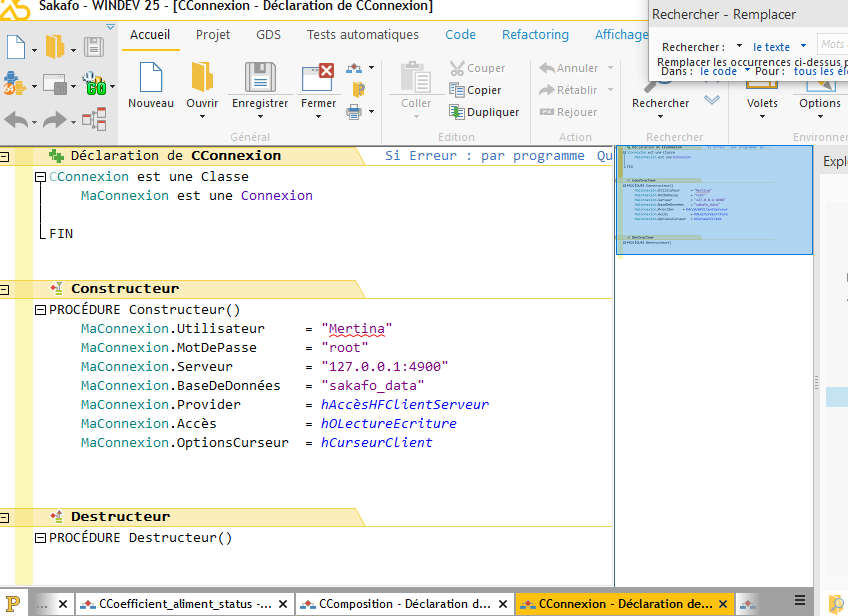 Sakafo - WINDEV 25 - [CConnexion - Déclaration de CConnexion]
Rechercher - Remplacer
Accueil Projet GDS Tests automatiques Code Refactoring Affichage
Rechercher : le texte Mots
Remplacer les occurrences ci-dessus p
Dans : le code Pour : tous les élé
64 GO
Nouveau Ouvrir Enregistrer Fermer Coller
Couper
Copier
Dupliquer
Annuler
Rétablir
Rejouer
Rechercher Volets Options
Général Edition Action Rechercher Environnem
Déclaration de CConnexion Si Erreur : par programme Qu
Explo
CConnexion est une Classe
MaConnexion est une Connexion
FIN
Constructeur
PROCÉDURE Constructeur()
MaConnexion.Utilisateur = "Mertina"
MaConnexion.MotDePasse = "root"
MaConnexion.Serveur = "127.0.0.1:4900"
MaConnexion.BaseDeDonnées = "sakafo_data"
MaConnexion.Provider = hAccèsHFClientServeur
MaConnexion.Accès = hOLectureEcriture
MaConnexion.OptionsCurseur = hCurseurClient
Destructeur
PROCÉDURE Destructeur()
P ... CCoefficient_aliment_status -... CComposition - Déclaration d... CConnexion - Déclaration de...